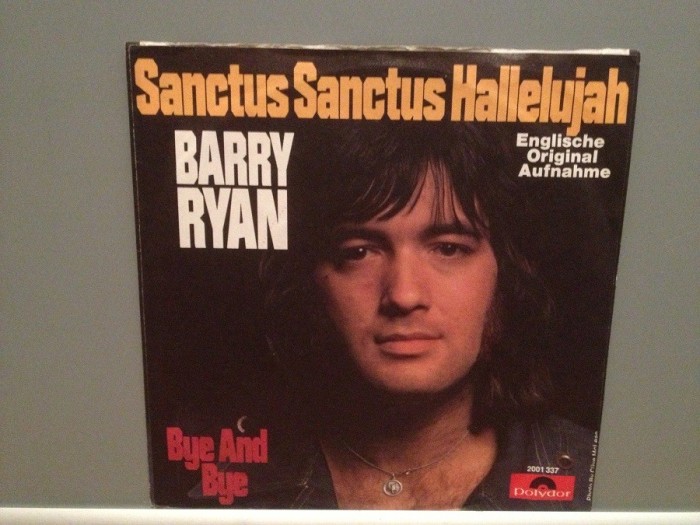 Sanctus Sanctus Hallelujah
BARRY
RYAN
Englische
Original
Aufnahme
Bye And
Bye
2001 337
Polydor